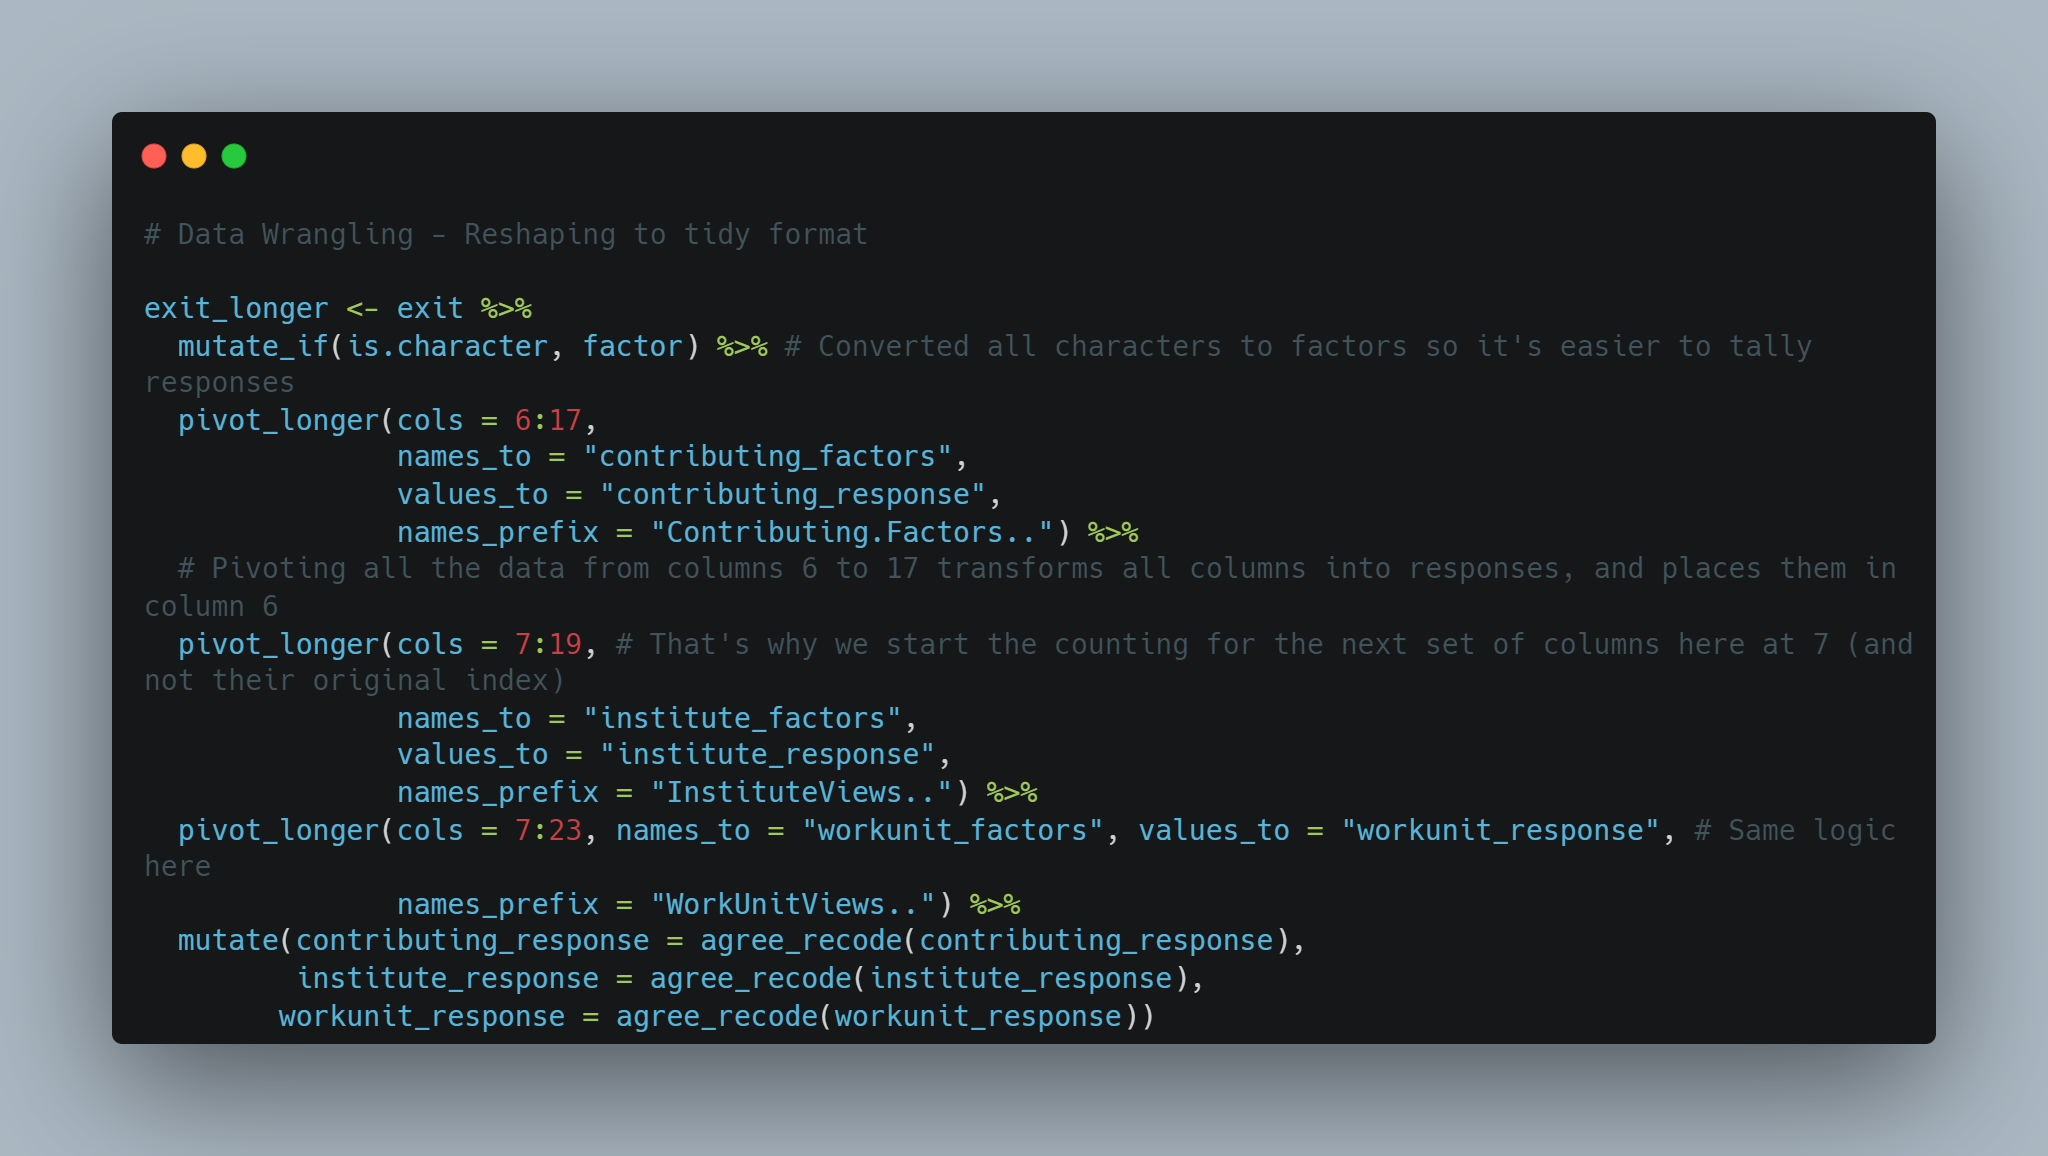 # Data Wrangling - Reshaping to tidy format

exit_longer <- exit %>%
  mutate_if(is.character, factor) %>% # Converted all characters to factors so it's easier to tally
responses
  pivot_longer(cols = 6:17,
               names_to = "contributing_factors",
               values_to = "contributing_response",
               names_prefix = "Contributing.Factors..") %>%
  # Pivoting all the data from columns 6 to 17 transforms all columns into responses, and places them in
column 6
  pivot_longer(cols = 7:19, # That's why we start the counting for the next set of columns here at 7 (and
not their original index)
               names_to = "institute_factors",
               values_to = "institute_response",
               names_prefix = "InstituteViews..") %>%
  pivot_longer(cols = 7:23, names_to = "workunit_factors", values_to = "workunit_response", # Same logic
here
               names_prefix = "WorkUnitViews..") %>%
  mutate(contributing_response = agree_recode(contributing_response),
         institute_response = agree_recode(institute_response),
        workunit_response = agree_recode(workunit_response))